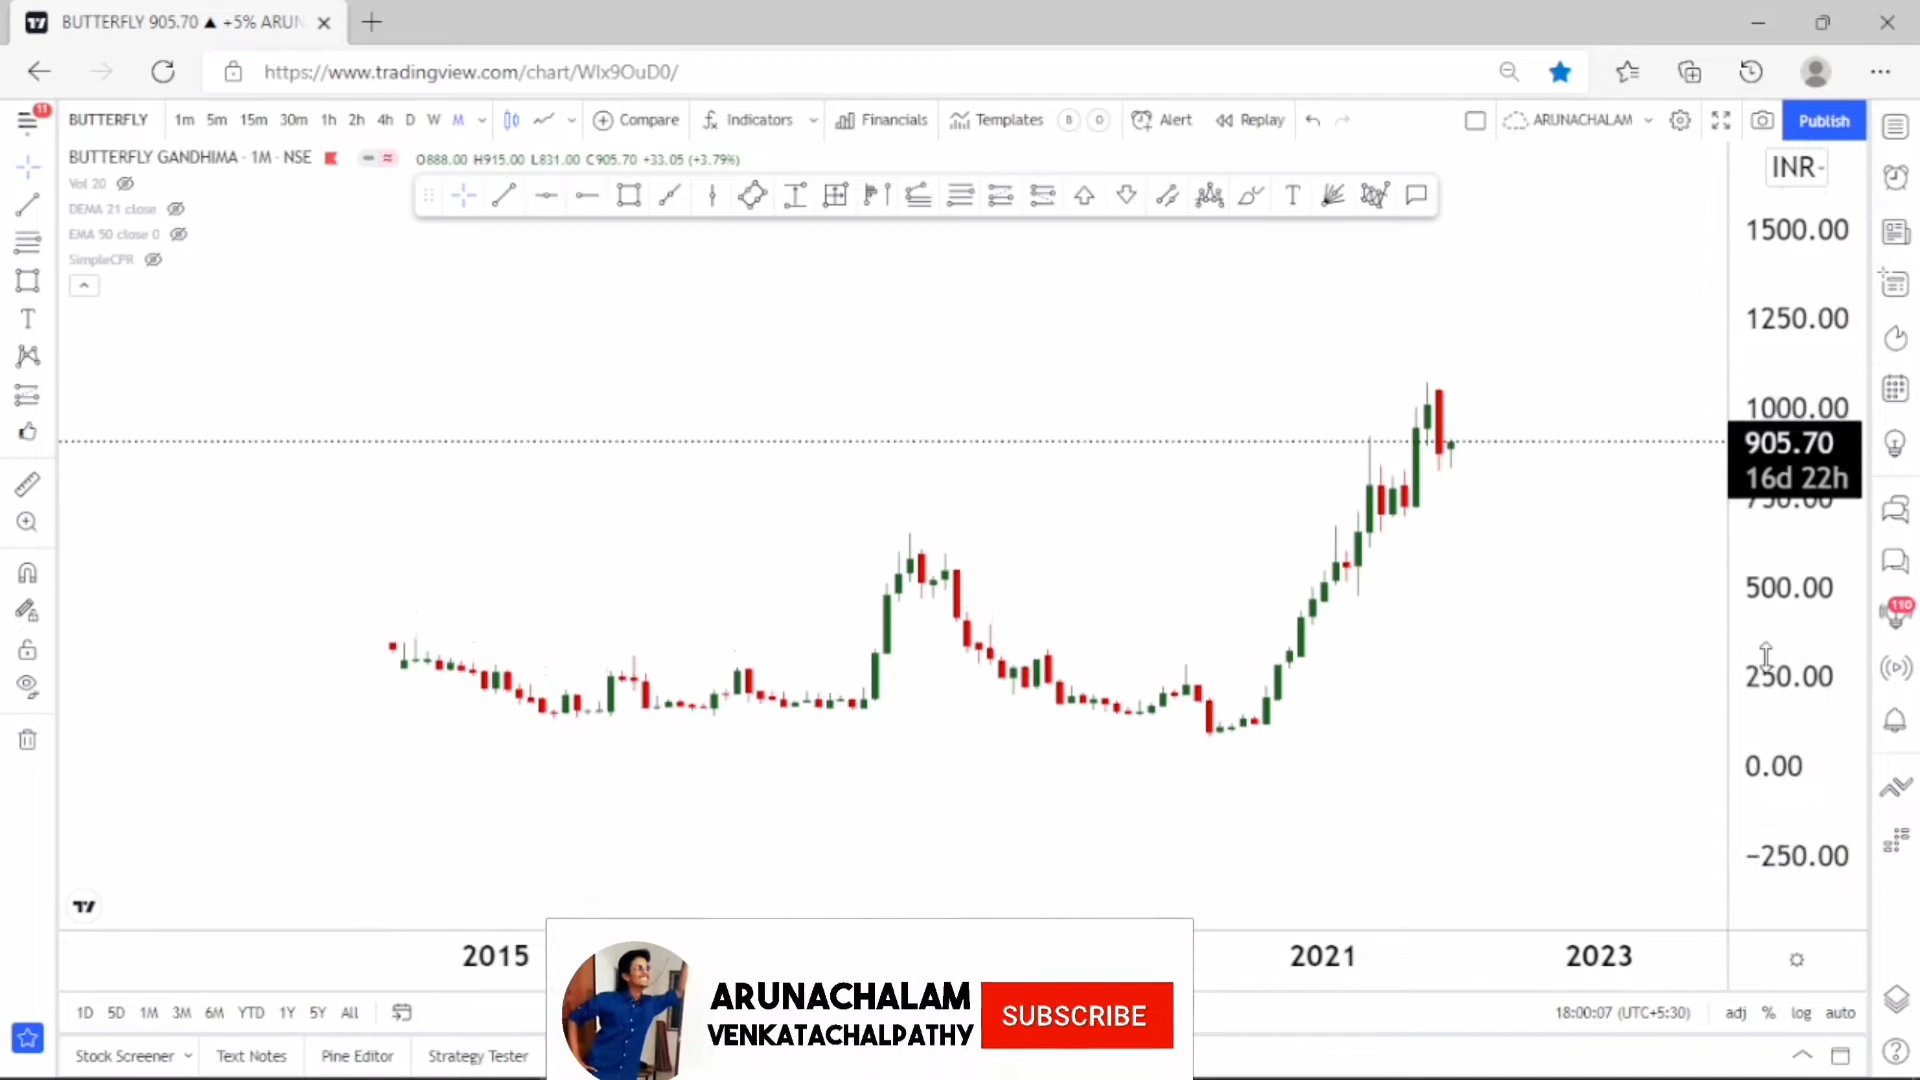 BUTTERFLY 905.70 ▲ +5% ARUN
https://www.tradingview.com/chart/WIx9OuD0/
11
BUTTERFLY 1m 5m 15m 30m 1h 2h 4h D W M Compare Indicators Financials Templates B O Alert Replay ARUNACHALAM Publish
BUTTERFLY GANDHIMA · 1M · NSE O888.00 H915.00 L831.00 C905.70 +33.05 (+3.79%)
INR
Vol 20
DEMA 21 close
EMA 50 close 0
SimpleCPR
1500.00
1250.00
1000.00
905.70
16d 22h
750.00
500.00
110
250.00
0.00
−250.00
2015 2021 2023
1D 5D 1M 3M 6M YTD 1Y 5Y All
18:00:07 (UTC+5:30) adj % log auto
Stock Screener Text Notes Pine Editor Strategy Tester
ARUNACHALAM
VENKATACHALPATHY
SUBSCRIBE